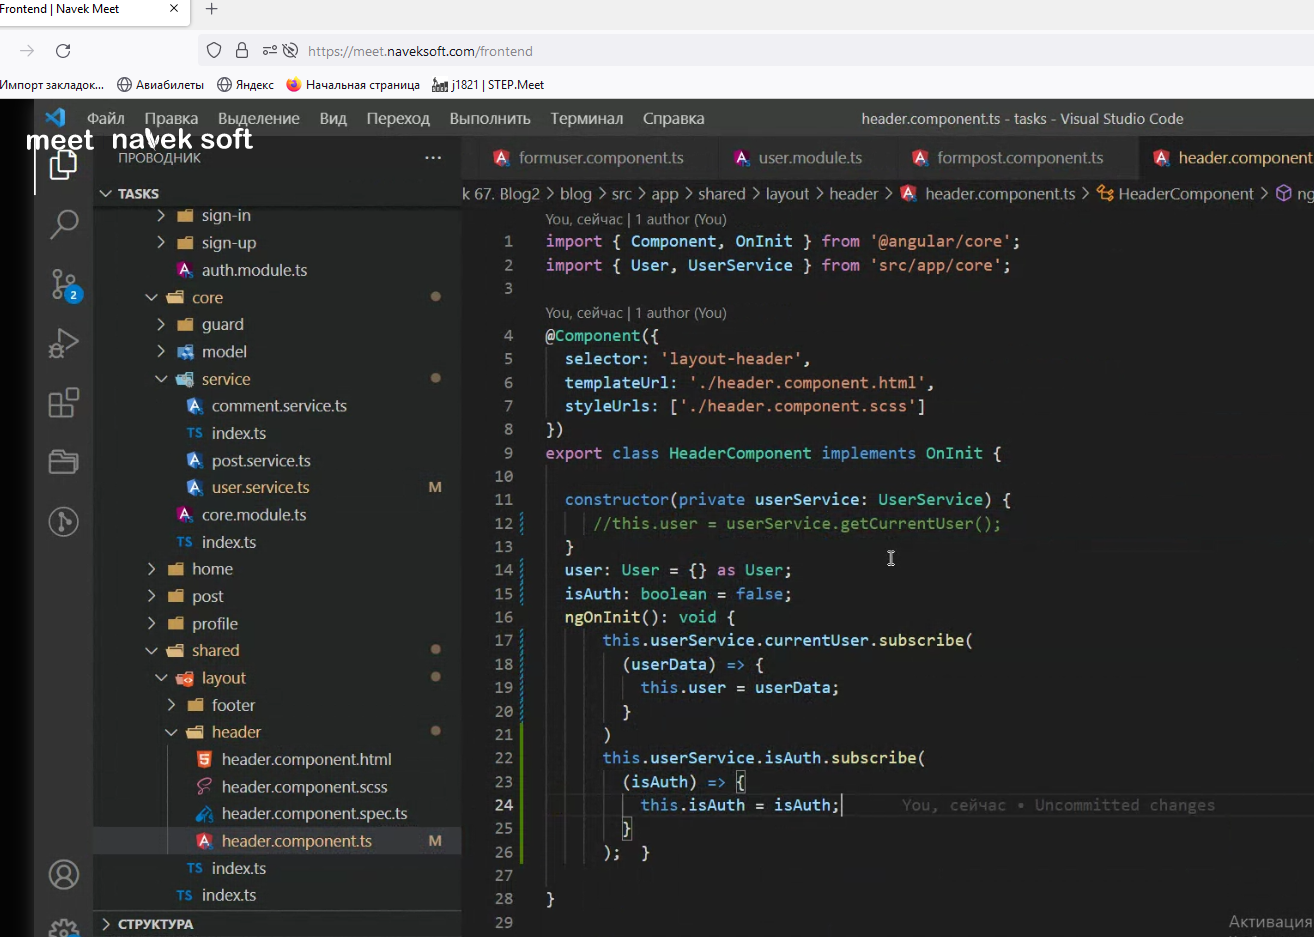 Frontend | Navek Meet
https://meet.naveksoft.com/frontend
Импорт закладок... Авиабилеты Яндекс Начальная страница j1821 | STEP.Meet
Файл Правка Выделение Вид Переход Выполнить Терминал Справка header.component.ts - tasks - Visual Studio Code
meet navek soft
ПРОВОДНИК ···
formuser.component.ts user.module.ts formpost.component.ts header.component
TASKS
sign-in
sign-up
auth.module.ts
core
guard
model
service
comment.service.ts
TS index.ts
post.service.ts
user.service.ts M
core.module.ts
TS index.ts
home
post
profile
shared
layout
footer
header
header.component.html
header.component.scss
header.component.spec.ts
header.component.ts M
TS index.ts
TS index.ts
СТРУКТУРА
2
k 67. Blog2 > blog > src > app > shared > layout > header > header.component.ts > HeaderComponent > ng
You, сейчас | 1 author (You)
1 import { Component, OnInit } from '@angular/core';
2 import { User, UserService } from 'src/app/core';
3
You, сейчас | 1 author (You)
4 @Component({
5 selector: 'layout-header',
6 templateUrl: './header.component.html',
7 styleUrls: ['./header.component.scss']
8 })
9 export class HeaderComponent implements OnInit {
10
11 constructor(private userService: UserService) {
12 //this.user = userService.getCurrentUser();
13 }
14 user: User = {} as User;
15 isAuth: boolean = false;
16 ngOnInit(): void {
17 this.userService.currentUser.subscribe(
18 (userData) => {
19 this.user = userData;
20 }
21 )
22 this.userService.isAuth.subscribe(
23 (isAuth) => {
24 this.isAuth = isAuth; You, сейчас • Uncommitted changes
25 }
26 ); }
27
28 }
29
Активация